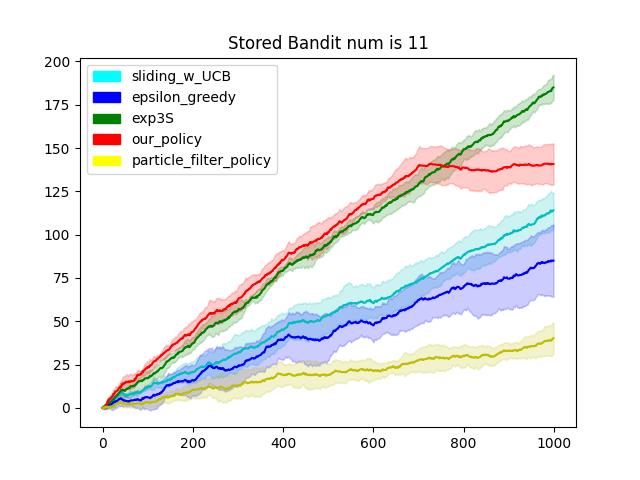 Stored Bandit num is 11
200
175
150
125
100
75
50
25
0
sliding_w_UCB
epsilon_greedy
exp3S
our_policy
particle_filter_policy
0
200
400
600
800
1000